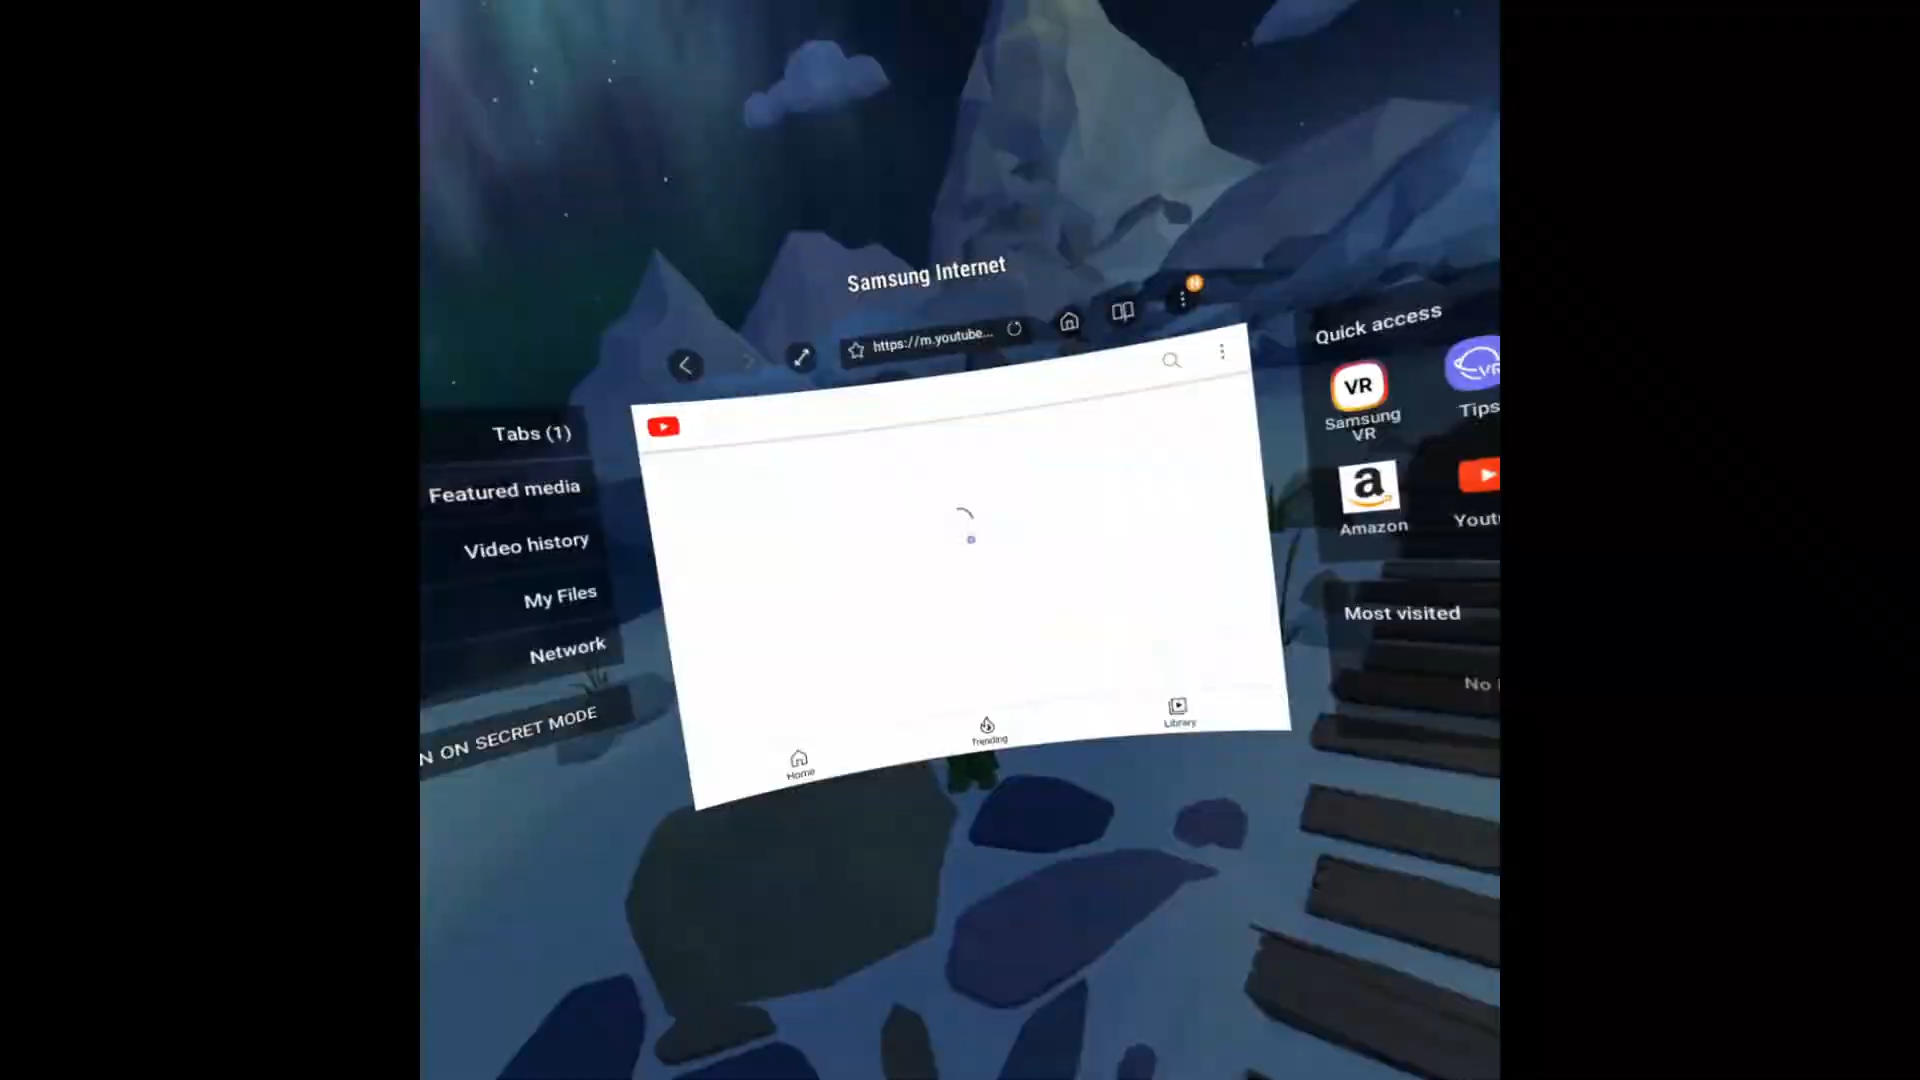 Samsung Internet
https://m.youtube...
N
Tabs (1)
Featured media
Video history
My Files
Network
N ON SECRET MODE
Home
Trending
Library
Quick access
VR
Samsung
VR
VR
Tips
a
Amazon
Yout
Most visited
No